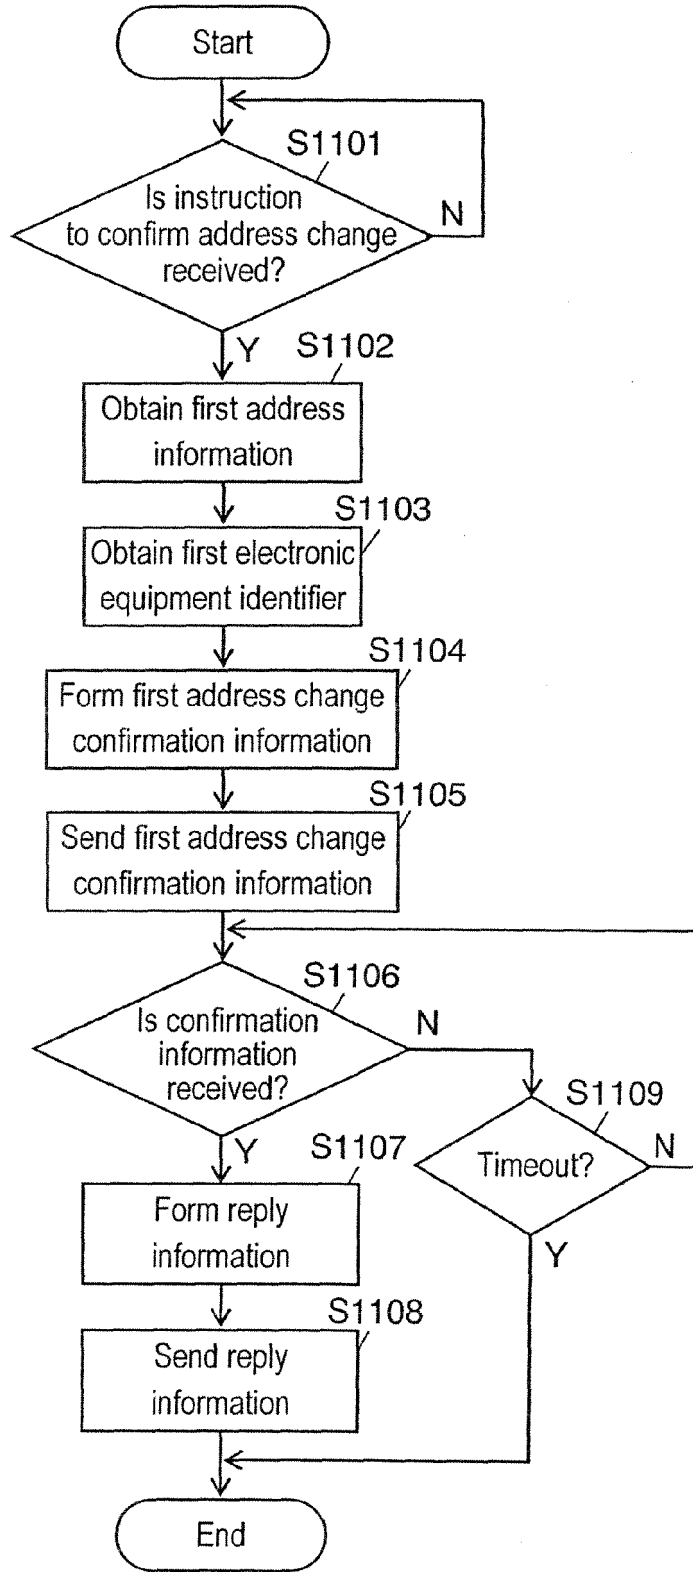 Start
S1101
Is instruction
to confirm address change
received?
N
Y
S1102
Obtain first address
information
S1103
Obtain first electronic
equipment identifier
S1104
Form first address change
confirmation information
S1105
Send first address change
confirmation information
S1106
Is confirmation
information
received?
N
S1109
Timeout?
N
Y
Y
S1107
Form reply
information
S1108
Send reply
information
End